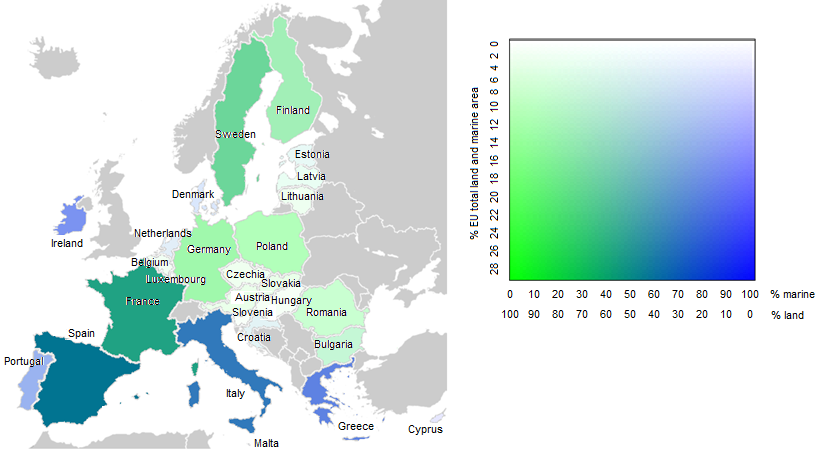 Finland
Sweden
Estonia
Latvia
Lithuania
Denmark
Ireland
Netherlands
Germany
Poland
Belgium
Luxembourg
Czechia
Slovakia
France
Austria
Hungary
Slovenia
Romania
Croatia
Bulgaria
Spain
Portugal
Italy
Greece
Malta
Cyprus
% EU total land and marine area
0
2
4
6
8
10
12
14
16
18
20
22
24
26
28
0 10 20 30 40 50 60 70 80 90 100 % marine
100 90 80 70 60 50 40 30 20 10 0 % land